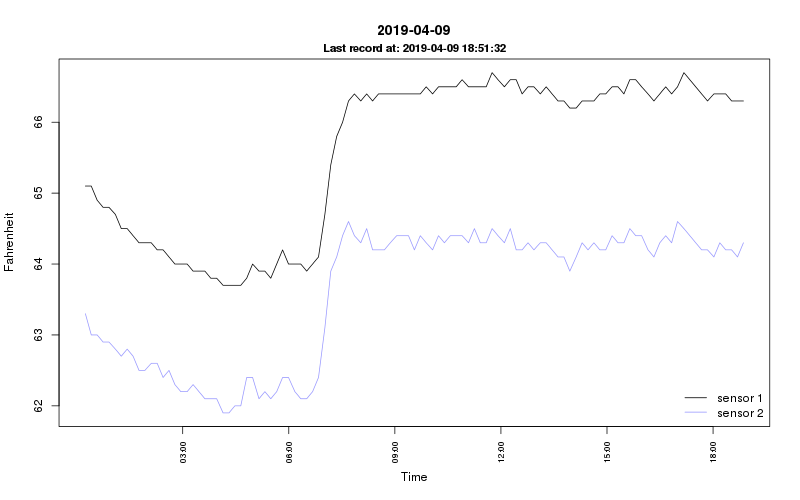 2019-04-09
Last record at: 2019-04-09 18:51:32
Fahrenheit
66
65
64
63
62
sensor 1
sensor 2
03:00
06:00
09:00
12:00
15:00
18:00
Time